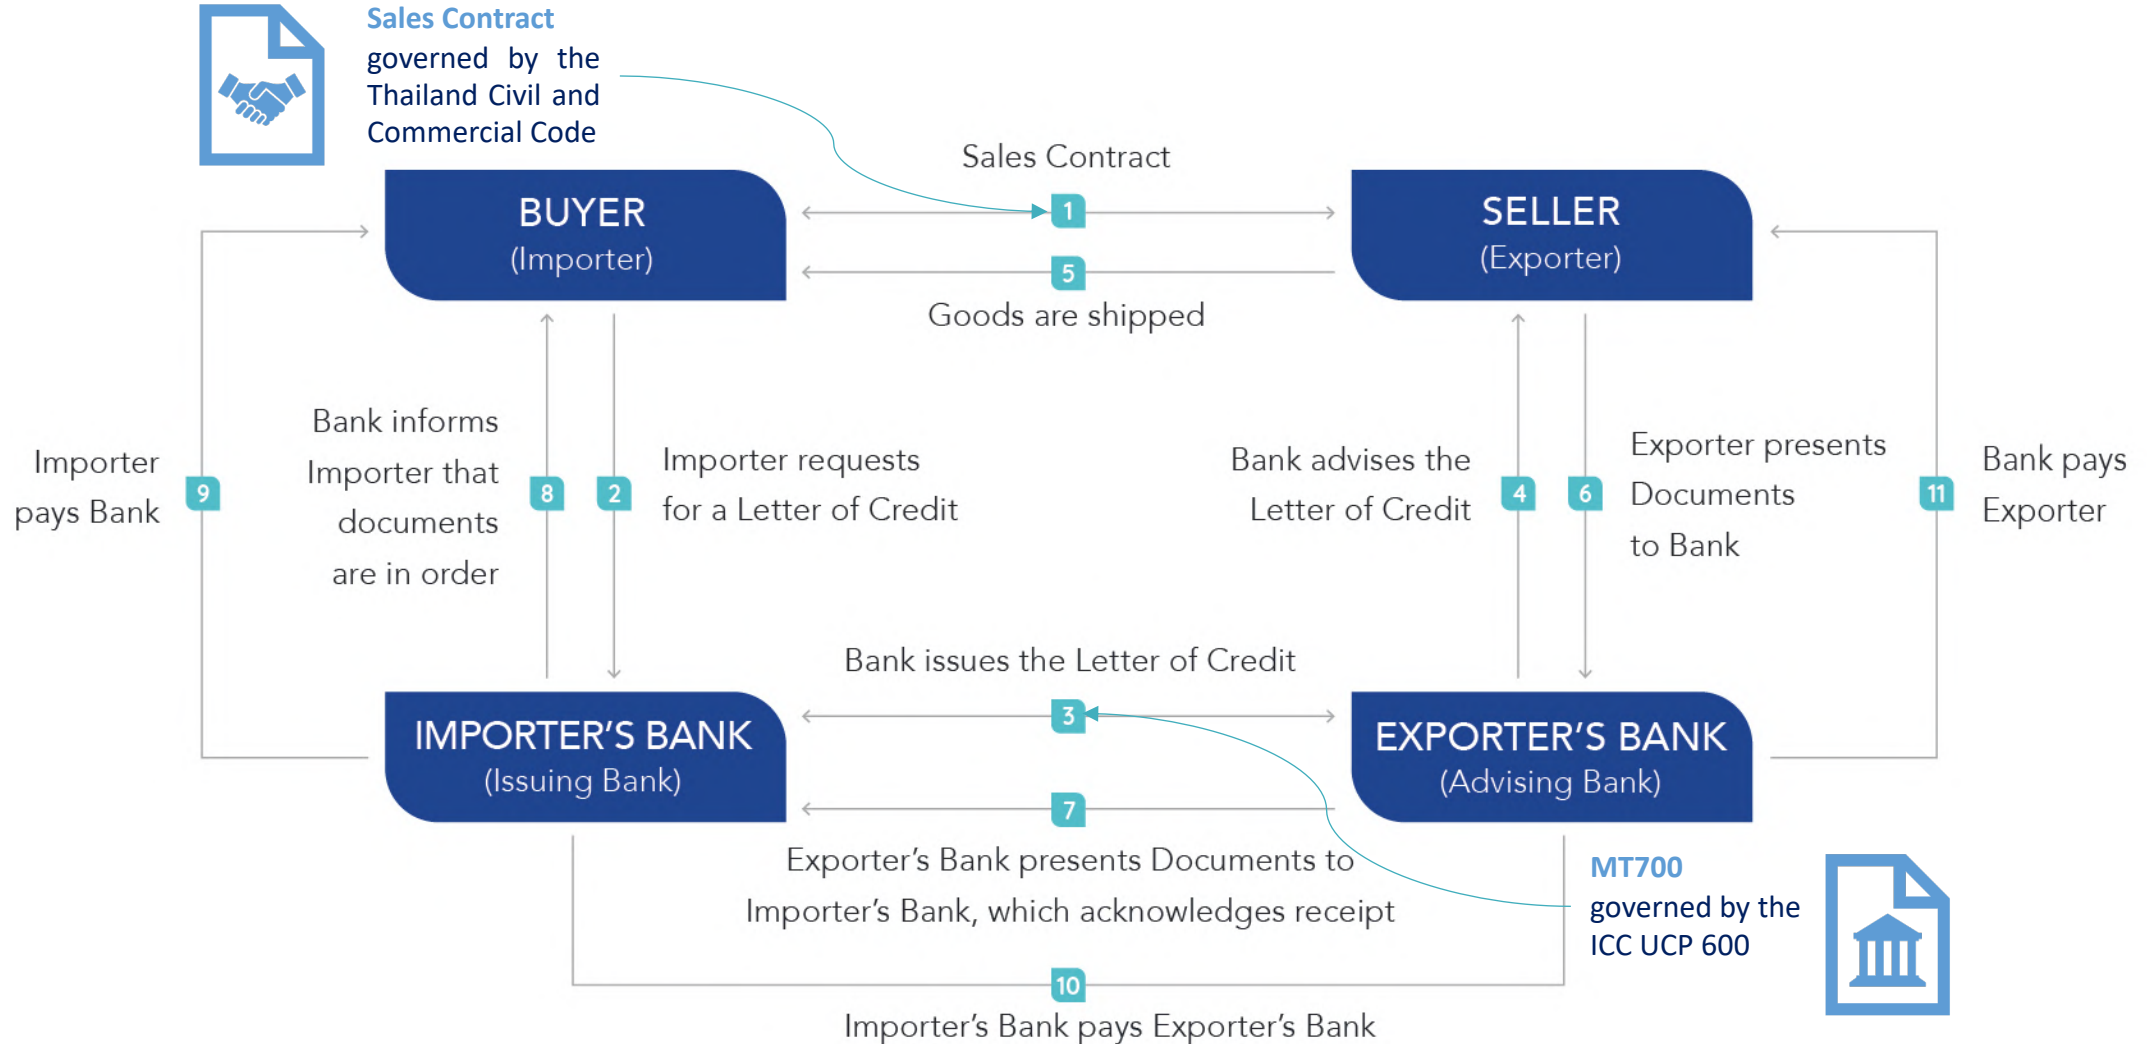 Sales Contract
governed by the
Thailand Civil and
Commercial Code
Sales Contract
1
BUYER
(Importer)
SELLER
(Exporter)
5
Goods are shipped
Importer
pays Bank
9
Bank informs
Importer that
documents
are in order
8
2
Importer requests
for a Letter of Credit
Bank advises the
Letter of Credit
4
6
Exporter presents
Documents
to Bank
11
Bank pays
Exporter
Bank issues the Letter of Credit
3
IMPORTER'S BANK
(Issuing Bank)
EXPORTER'S BANK
(Advising Bank)
7
Exporter's Bank presents Documents to
Importer's Bank, which acknowledges receipt
MT700
governed by the
ICC UCP 600
10
Importer's Bank pays Exporter's Bank